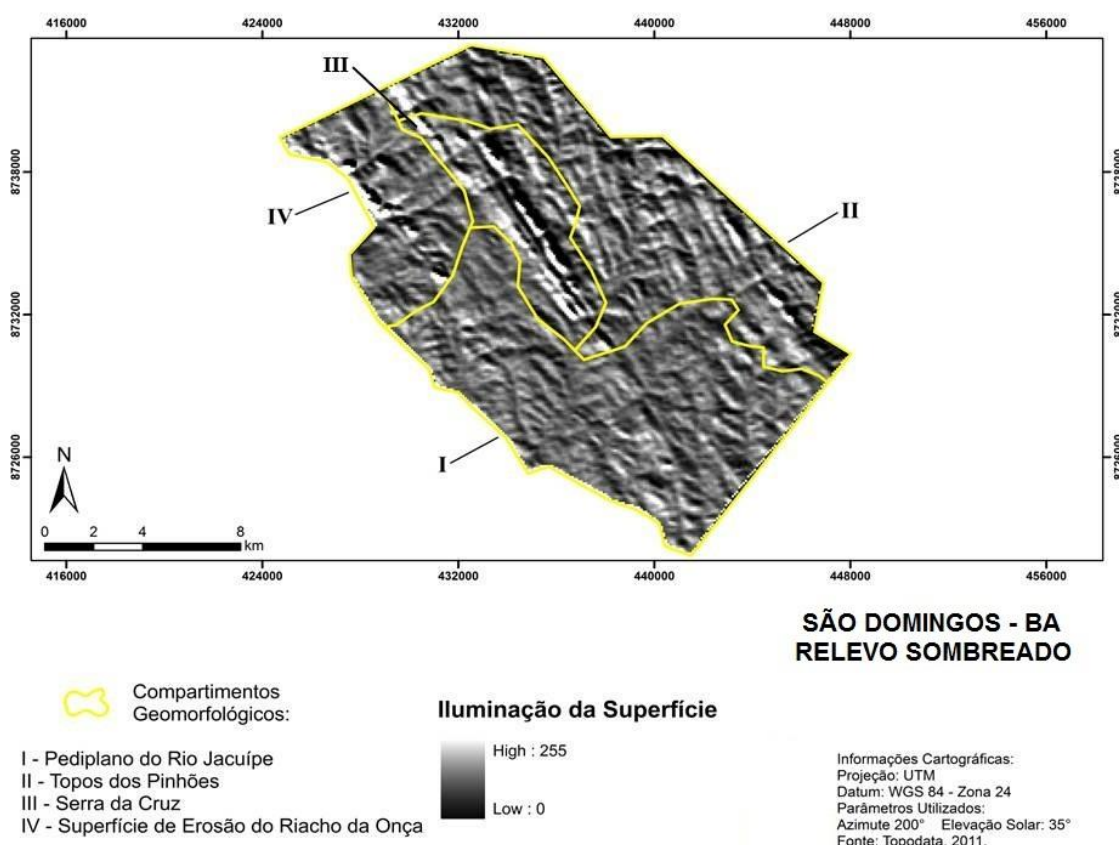 416000 424000 432000 440000 448000 456000
III
8738000 8738000
IV II
8732000 8732000
I
8726000 8726000
N
0 2 4 8
km
416000 424000 432000 440000 448000 456000
SÃO DOMINGOS - BA
RELEVO SOMBREADO
Compartimentos
Geomorfológicos:
I - Pediplano do Rio Jacuípe
II - Topos dos Pinhões
III - Serra da Cruz
IV - Superfície de Erosão do Riacho da Onça
Iluminação da Superfície
High : 255
Low : 0
Informações Cartográficas:
Projeção: UTM
Datum: WGS 84 - Zona 24
Parâmetros Utilizados:
Azimute 200° Elevação Solar: 35°
Fonte: Topodata, 2011.